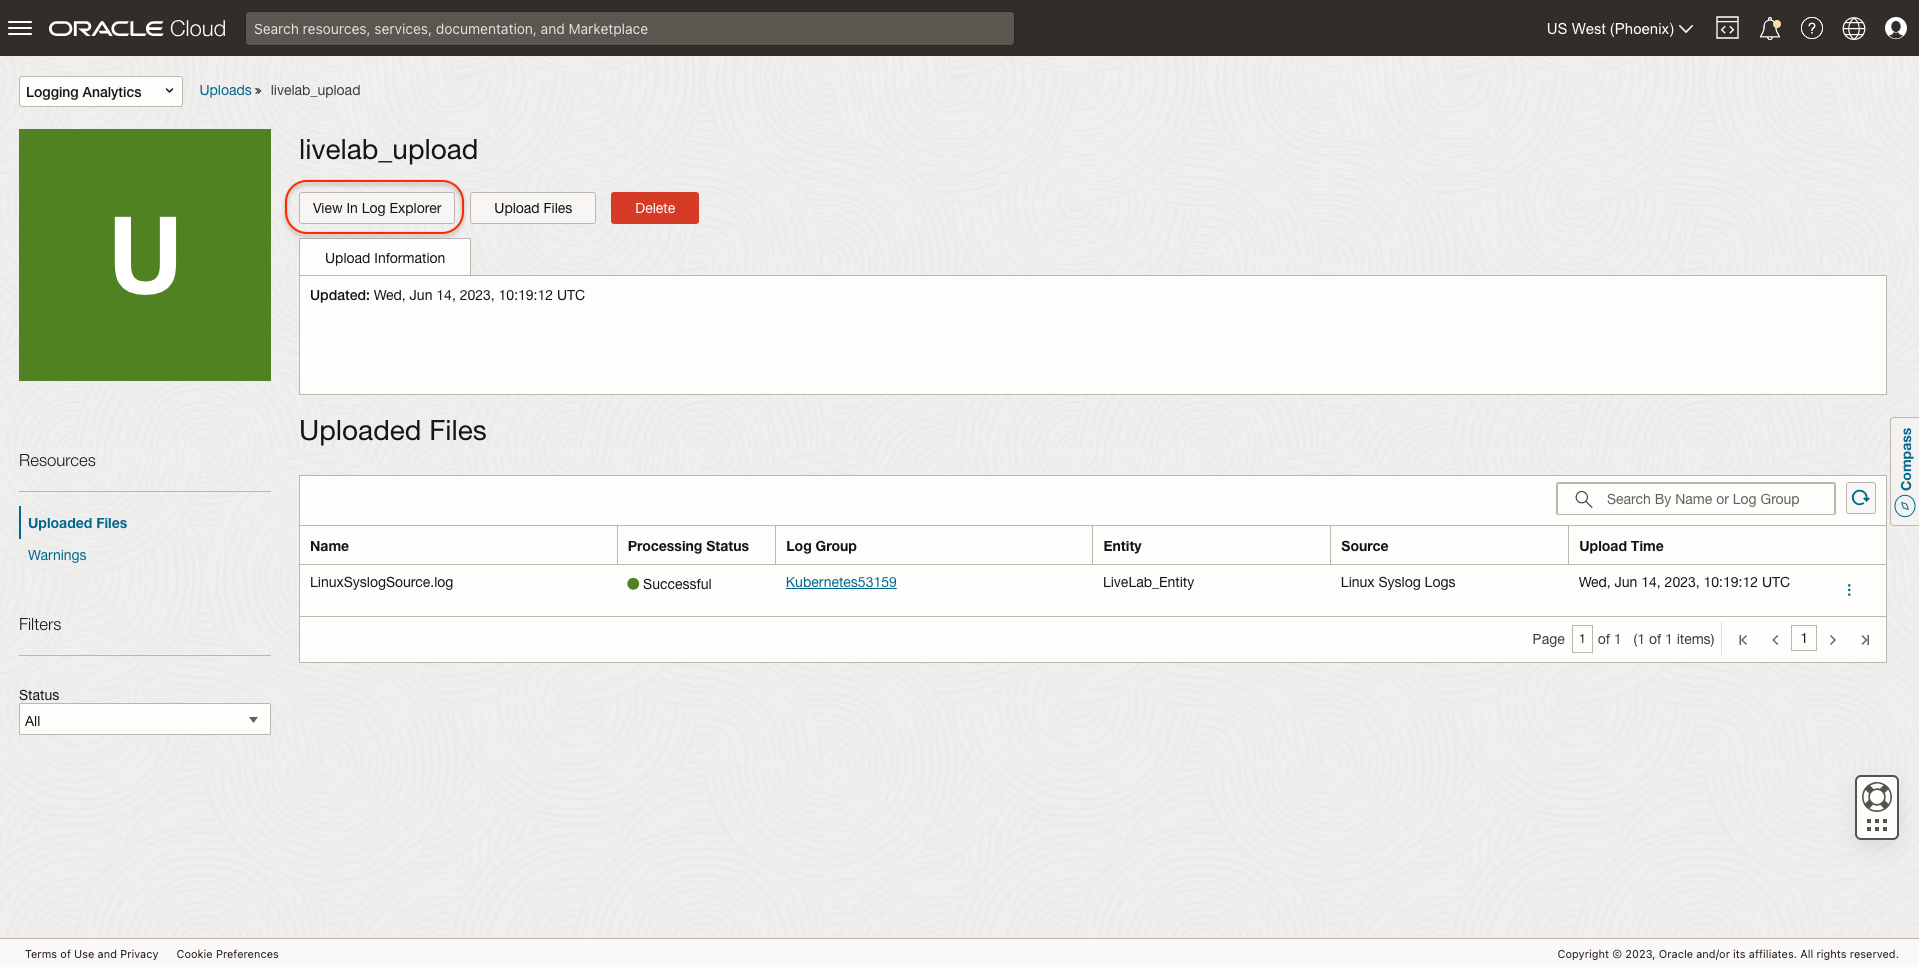 ORACLE Cloud
Search resources, services, documentation, and Marketplace
US West (Phoenix)
Logging Analytics
Uploads » livelab_upload
U
livelab_upload
View In Log Explorer
Upload Files
Delete
Upload Information
Updated: Wed, Jun 14, 2023, 10:19:12 UTC
Resources
Uploaded Files
Warnings
Filters
Status
All
Uploaded Files
Search By Name or Log Group
Name Processing Status Log Group Entity Source Upload Time
LinuxSyslogSource.log Successful Kubernetes53159 LiveLab_Entity Linux Syslog Logs Wed, Jun 14, 2023, 10:19:12 UTC
Page 1 of 1 (1 of 1 items) 1
Compass
Terms of Use and Privacy Cookie Preferences
Copyright © 2023, Oracle and/or its affiliates. All rights reserved.